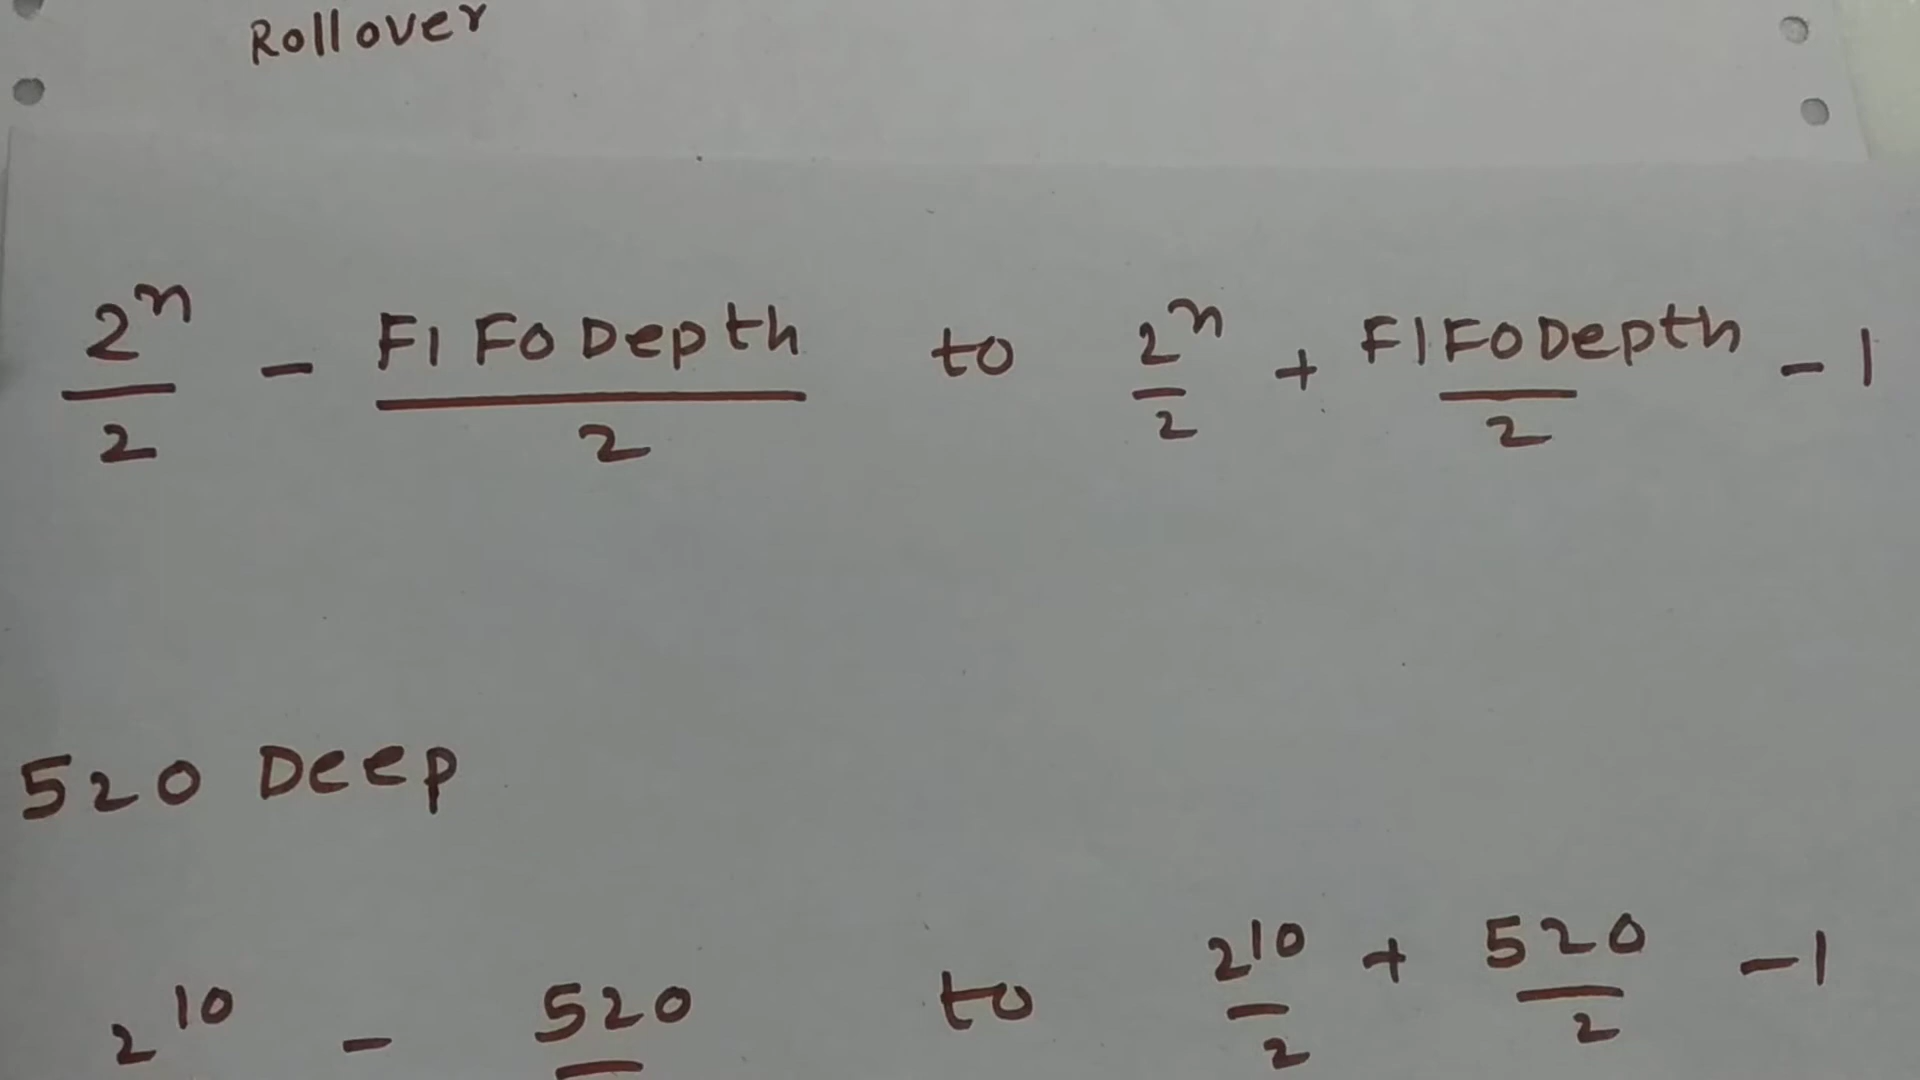 Rollover
2^n/2 - FIFO Depth/2 to 2^n/2 + FIFO Depth/2 - 1
520 Deep
2^10 - 520 to 2^10/2 + 520/2 - 1